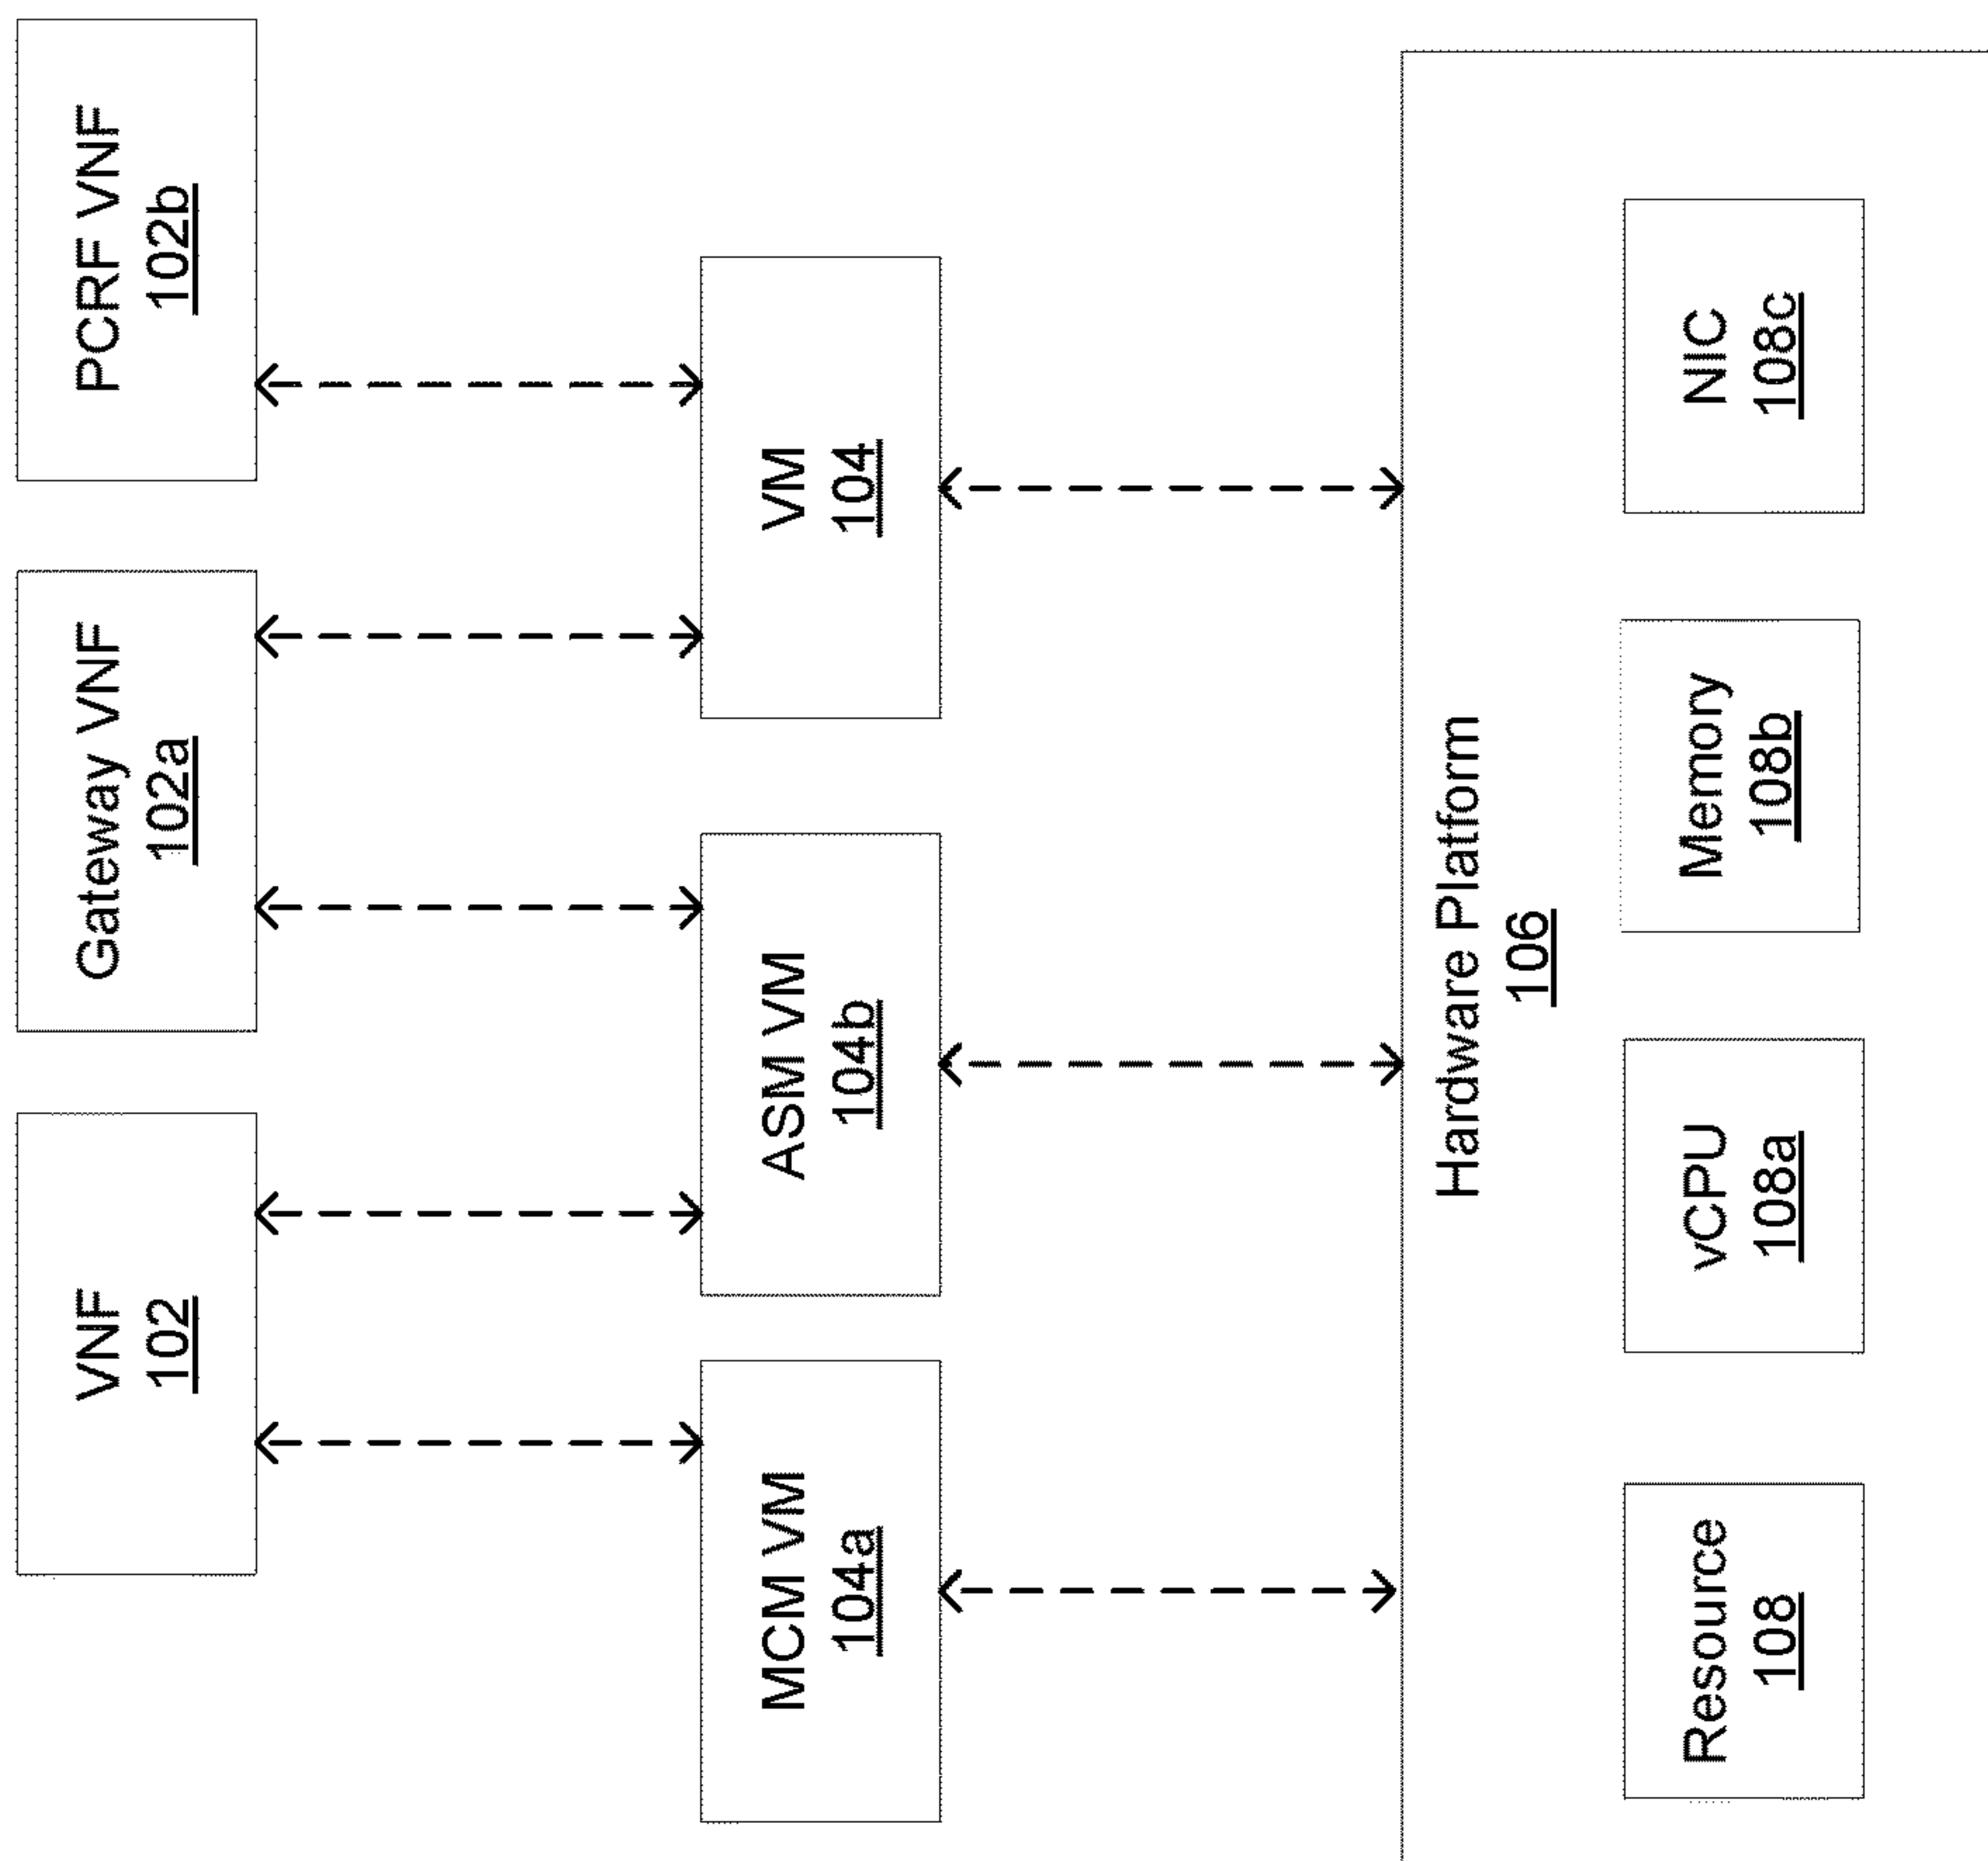 VNF
102
Gateway VNF
102a
PCRF VNF
102b
MCM VM
104a
ASM VM
104b
VM
104
Hardware Platform
106
Resource
108
vCPU
108a
Memory
108b
NIC
108c